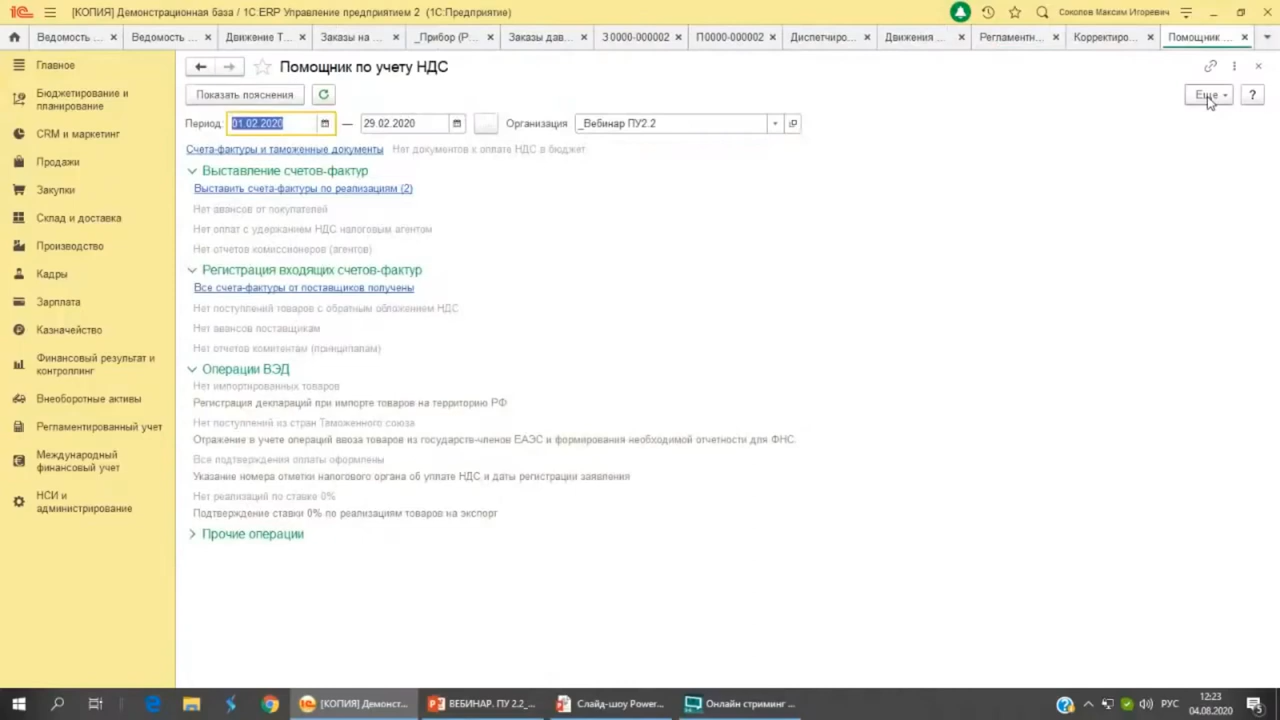 1С [КОПИЯ] Демонстрационная база / 1С:ERP Управление предприятием 2 (1С:Предприятие) Соколов Максим Игоревич
Ведомость ... Ведомость ... Движение Т... Заказы на ... _Прибор (Р... Заказы дав... З0000-000002 П0000-000002 Диспетчиро... Движения ... Регламентн... Корректиро... Помощник ...
Главное
Бюджетирование и
планирование
CRM и маркетинг
Продажи
Закупки
Склад и доставка
Производство
Кадры
Зарплата
Казначейство
Финансовый результат и
контроллинг
Внеоборотные активы
Регламентированный учет
Международный
финансовый учет
НСИ и
администрирование
Помощник по учету НДС
Показать пояснения Еще ?
Период: 01.02.2020 — 29.02.2020 ... Организация _Вебинар ПУ2.2
Счета-фактуры и таможенные документы Нет документов к оплате НДС в бюджет
Выставление счетов-фактур
Выставить счета-фактуры по реализациям (2)
Нет авансов от покупателей
Нет оплат с удержанием НДС налоговым агентом
Нет отчетов комиссионеров (агентов)
Регистрация входящих счетов-фактур
Все счета-фактуры от поставщиков получены
Нет поступлений товаров с обратным обложением НДС
Нет авансов поставщикам
Нет отчетов комитентам (принципалам)
Операции ВЭД
Нет импортированных товаров
Регистрация деклараций при импорте товаров на территорию РФ
Нет поступлений из стран Таможенного союза
Отражение в учете операций ввоза товаров из государств-членов ЕАЭС и формирования необходимой отчетности для ФНС.
Все подтверждения оплаты оформлены
Указание номера отметки налогового органа об уплате НДС и даты регистрации заявления
Нет реализаций по ставке 0%
Подтверждение ставки 0% по реализациям товаров на экспорт
Прочие операции
[КОПИЯ] Демонст... ВЕБИНАР. ПУ 2.2_... Слайд-шоу Power... Онлайн стриминг ... РУС 12:23
04.08.2020 5